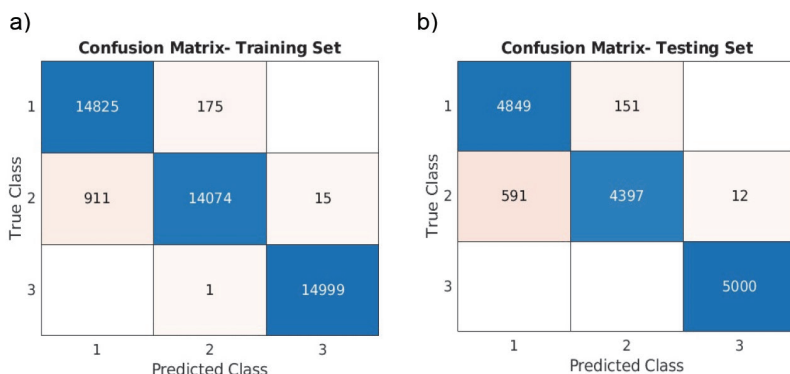 a)
Confusion Matrix- Training Set
True Class
1 14825 175
2 911 14074 15
3 1 14999
1 2 3
Predicted Class
b)
Confusion Matrix- Testing Set
True Class
1 4849 151
2 591 4397 12
3 5000
1 2 3
Predicted Class